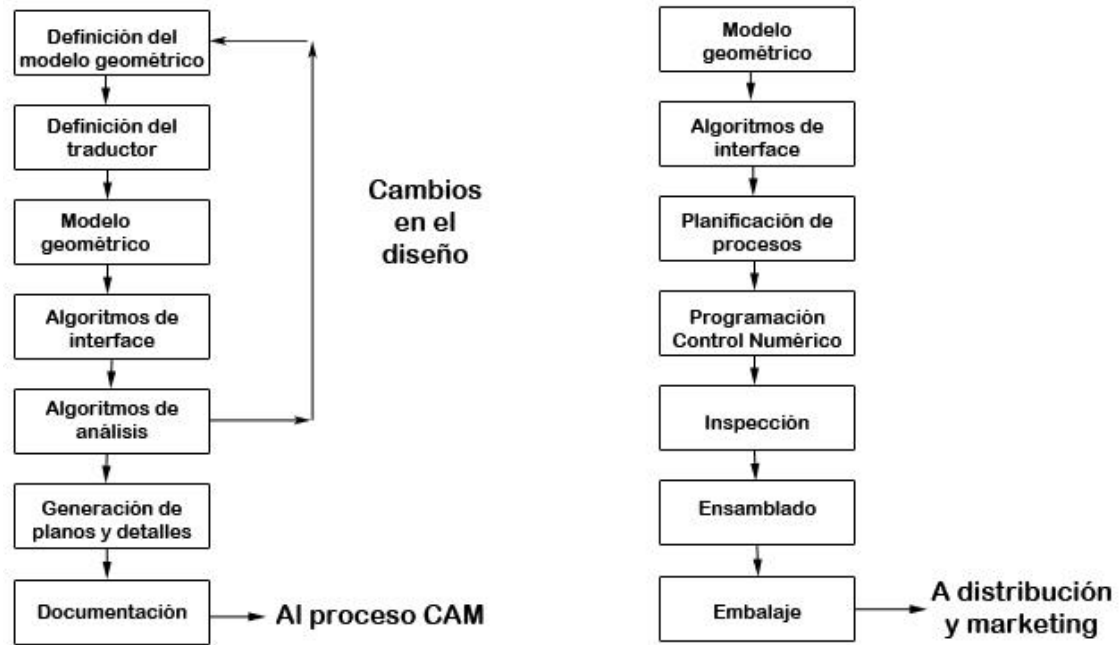 Definición del
modelo geométrico
Definición del
traductor
Modelo
geométrico
Algoritmos de
interface
Algoritmos de
análisis
Generación de
planos y detalles
Documentación
Al proceso CAM
Cambios
en el
diseño
Modelo
geométrico
Algoritmos de
interface
Planificación de
procesos
Programación
Control Numérico
Inspección
Ensamblado
Embalaje
A distribución
y marketing